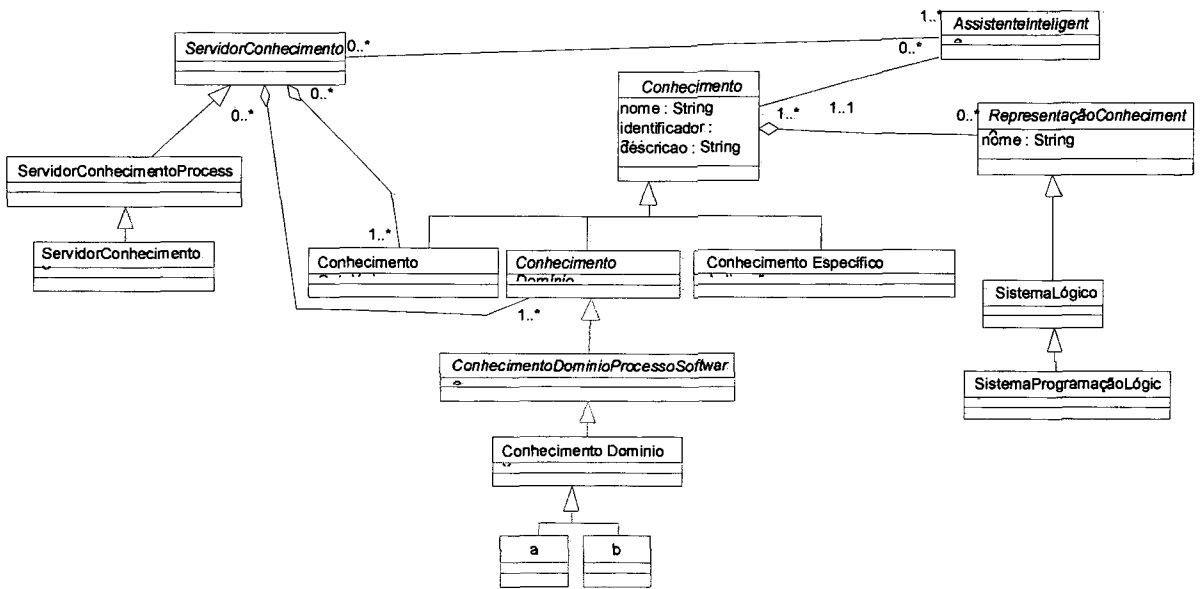 1..*
AssistenteInteligent
ServidorConhecimento
0..*
0..*
Conhecimento
nome : String
identificador :
descricao : String
1..*
1..1
0..*
RepresentaçãoConheciment
nome : String
0..*
0..*
ServidorConhecimentoProcess
ServidorConhecimento
1..*
Conhecimento
Conhecimento
Domínio
Conhecimento Específico
SistemaLógico
1..*
ConhecimentoDominioProcessoSoftwar
SistemaProgramaçãoLógic
Conhecimento Dominio
a
b